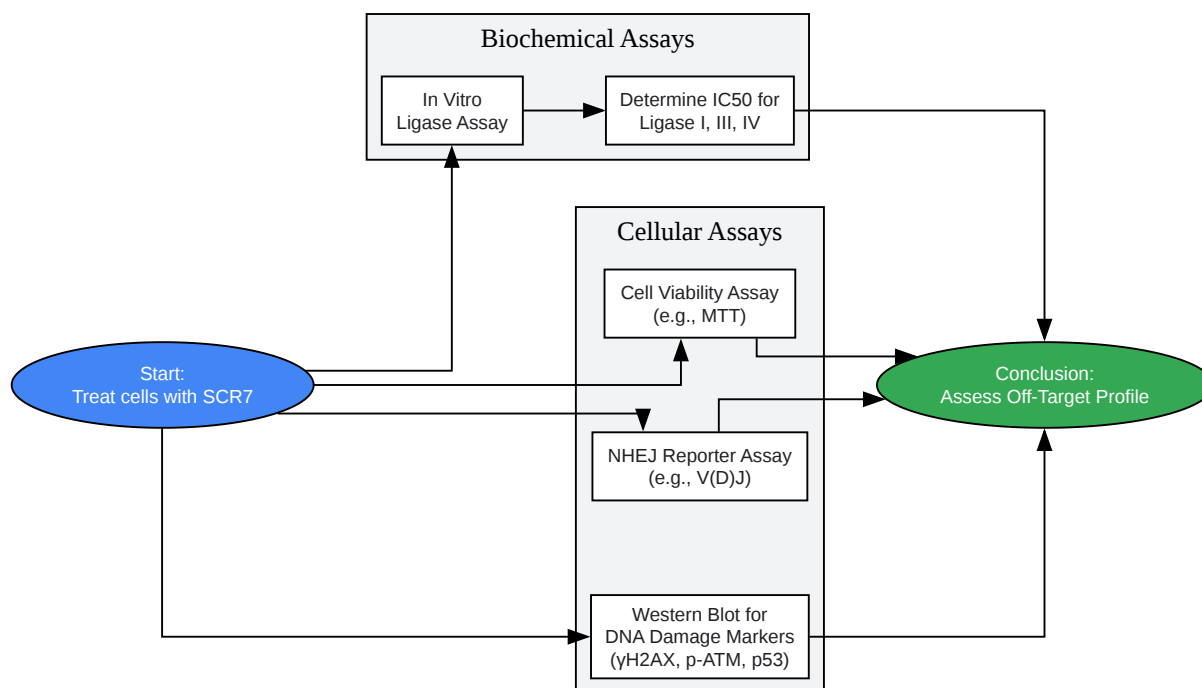 Biochemical Assays
In Vitro
Ligase Assay
Determine IC50 for
Ligase I, III, IV
Cellular Assays
Cell Viability Assay
(e.g., MTT)
Start:
Treat cells with SCR7
Conclusion:
Assess Off-Target Profile
NHEJ Reporter Assay
(e.g., V(D)J)
Western Blot for
DNA Damage Markers
(γH2AX, p-ATM, p53)